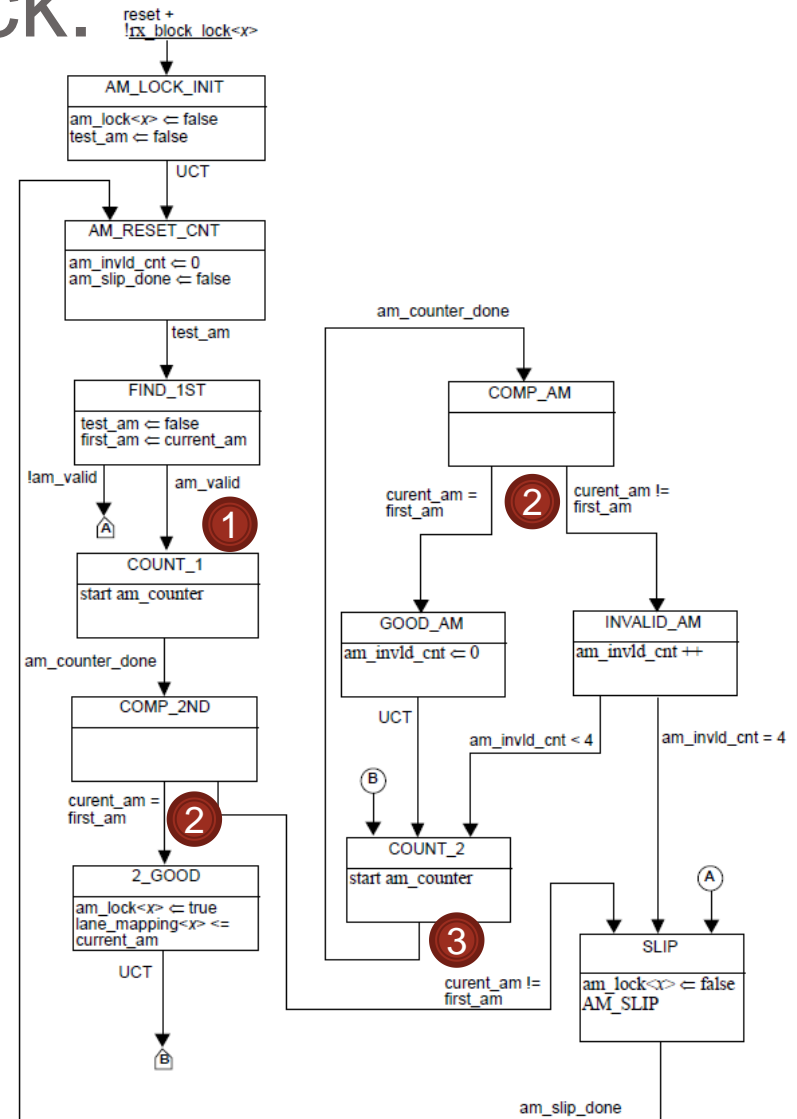 CK.
reset +
!rx_block_lock<x>
AM_LOCK_INIT
am_lock<x> ⇐ false
test_am ⇐ false
UCT
AM_RESET_CNT
am_invld_cnt ⇐ 0
am_slip_done ⇐ false
test_am
FIND_1ST
test_am ⇐ false
first_am ⇐ current_am
!am_valid
am_valid
A
1
COUNT_1
start am_counter
am_counter_done
COMP_2ND
curent_am =
first_am
2
2_GOOD
am_lock<x> ⇐ true
lane_mapping<x> <=
current_am
UCT
B
am_counter_done
COMP_AM
curent_am =
first_am
2
curent_am !=
first_am
GOOD_AM
am_invld_cnt ⇐ 0
INVALID_AM
am_invld_cnt ++
UCT
am_invld_cnt < 4
am_invld_cnt = 4
B
COUNT_2
start am_counter
3
A
curent_am !=
first_am
SLIP
am_lock<x> ⇐ false
AM_SLIP
am_slip_done